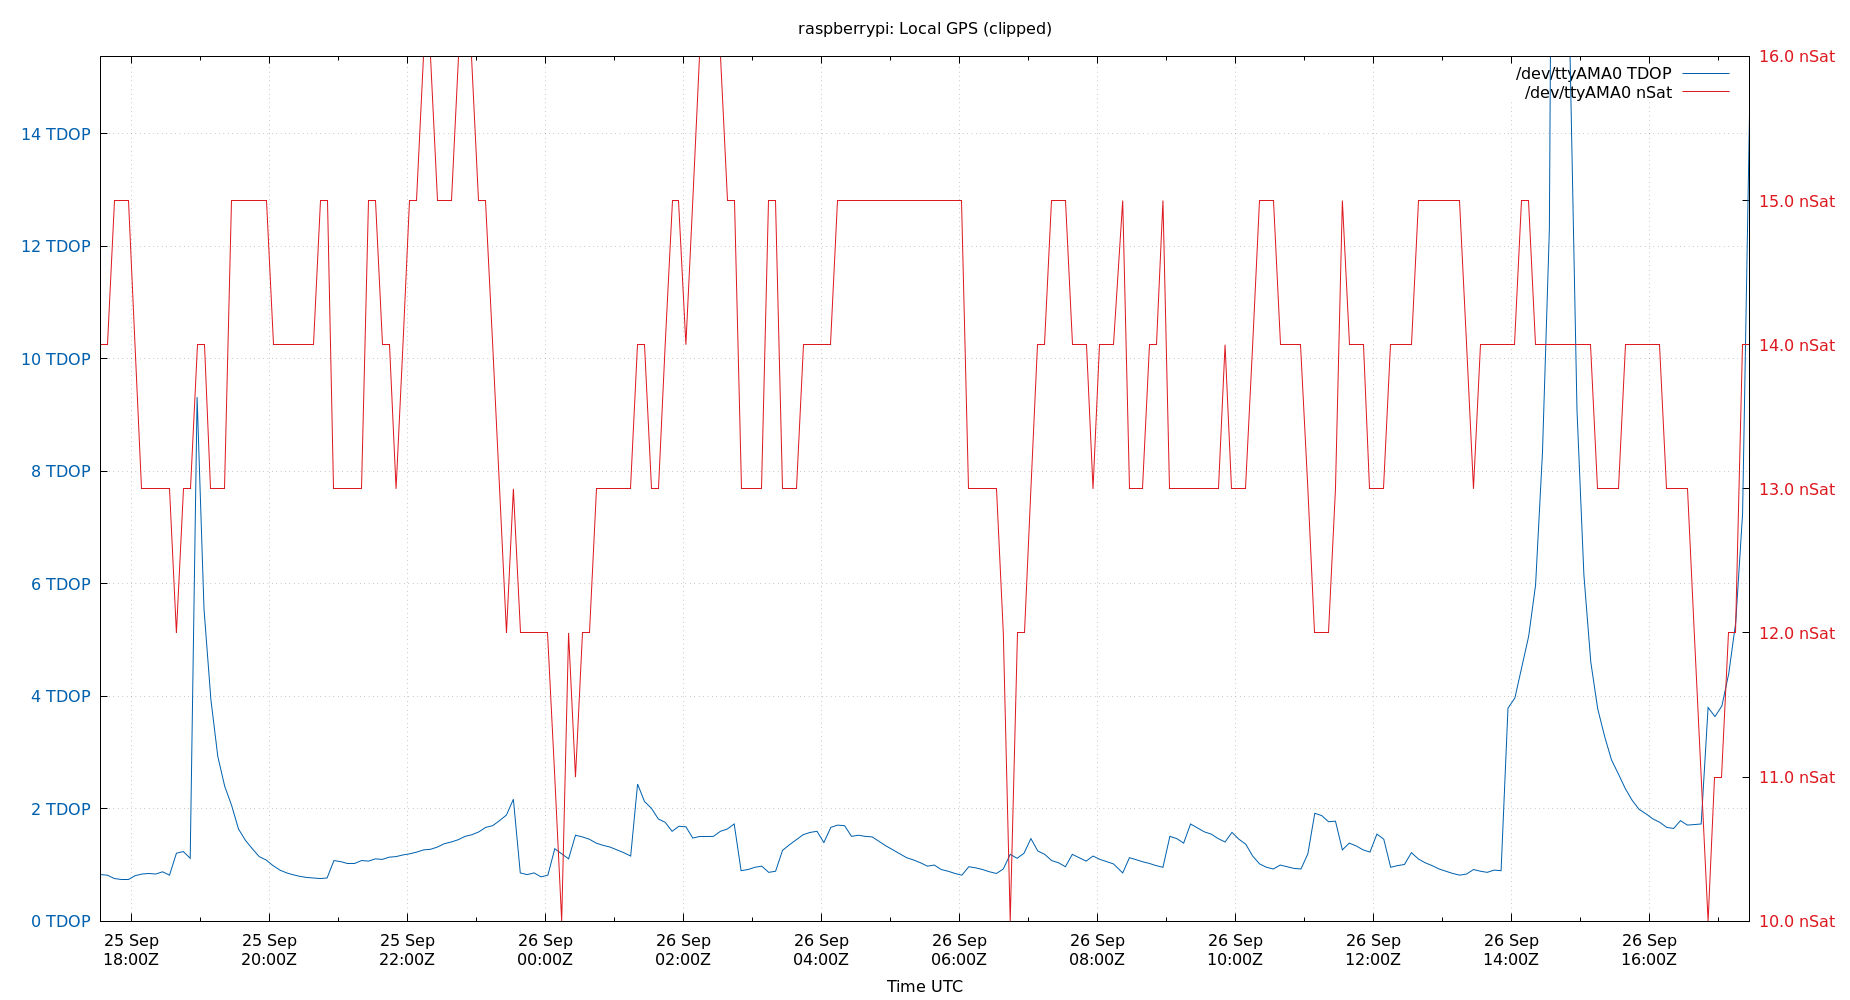 raspberrypi: Local GPS (clipped)
16.0 nSat
/dev/ttyAMA0 TDOP
/dev/ttyAMA0 nSat
14 TDOP
15.0 nSat
12 TDOP
14.0 nSat
10 TDOP
8 TDOP
13.0 nSat
6 TDOP
12.0 nSat
4 TDOP
11.0 nSat
2 TDOP
0 TDOP
10.0 nSat
25 Sep 25 Sep 25 Sep 26 Sep 26 Sep 26 Sep 26 Sep 26 Sep 26 Sep 26 Sep 26 Sep 26 Sep
18:00Z 20:00Z 22:00Z 00:00Z 02:00Z 04:00Z 06:00Z 08:00Z 10:00Z 12:00Z 14:00Z 16:00Z
Time UTC